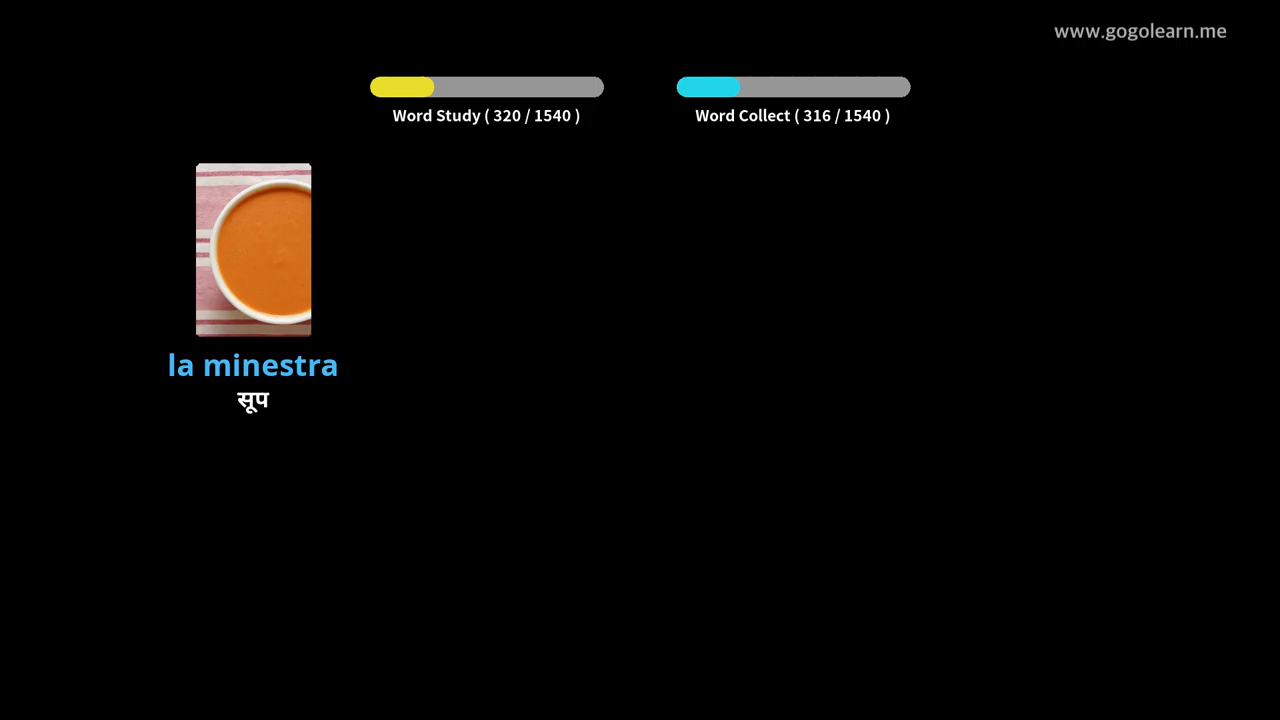 www.gogolearn.me
Word Study ( 320 / 1540 )
Word Collect ( 316 / 1540 )
la minestra
सूप